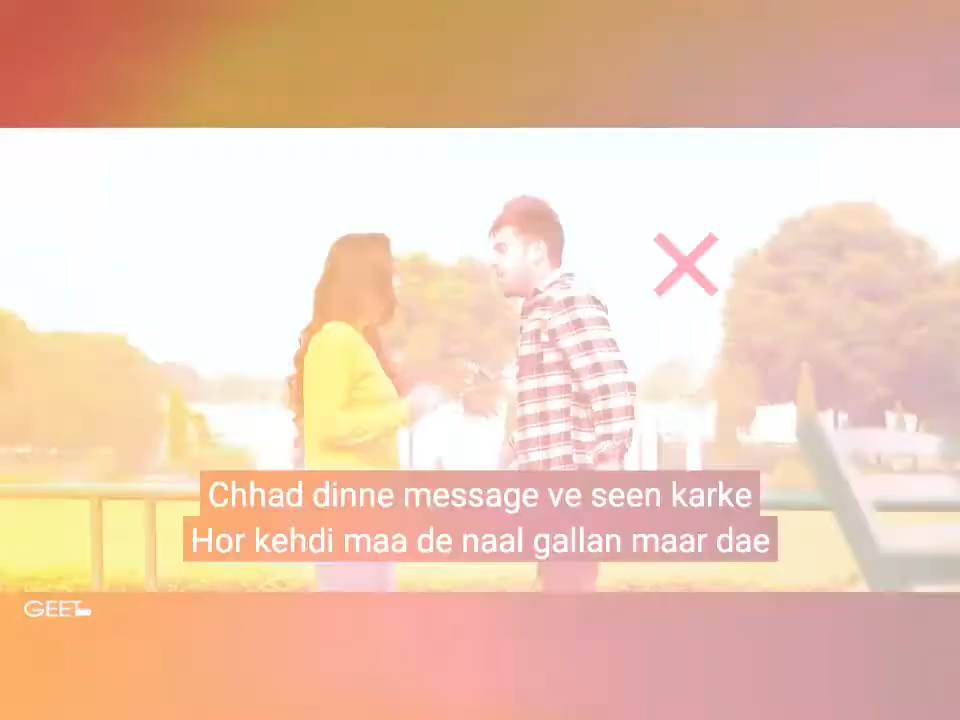 Chhad dinne message ve seen karke
Hor kehdi maa de naal gallan maar dae
GEET